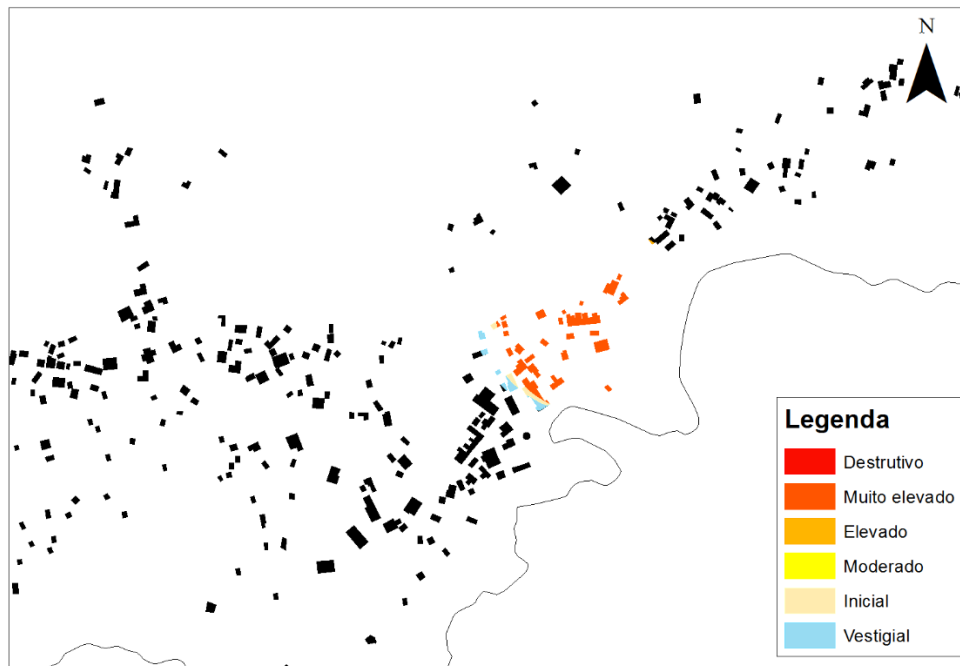 N
Legenda
Destrutivo
Muito elevado
Elevado
Moderado
Inicial
Vestigial